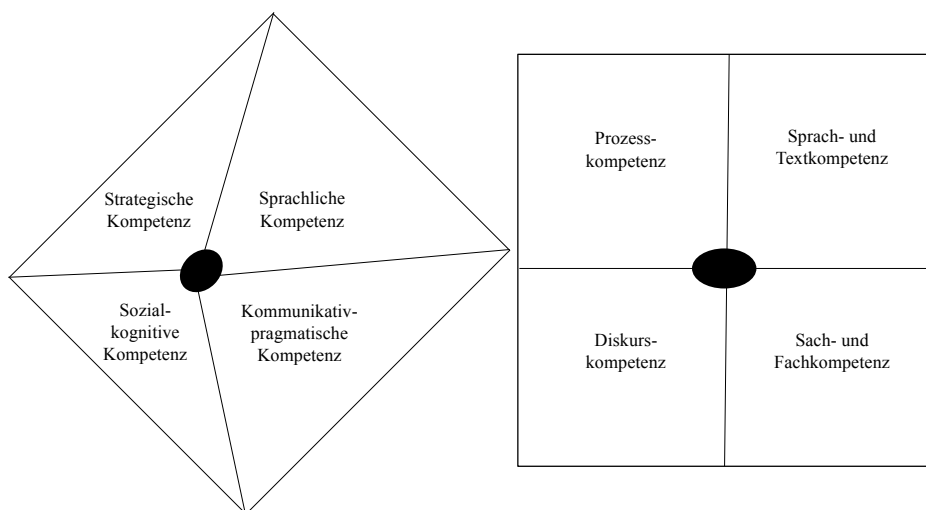 Strategische
Kompetenz
Sprachliche
Kompetenz
Sozial-
kognitive
Kompetenz
Kommunikativ-
pragmatische
Kompetenz
Prozess-
kompetenz
Sprach- und
Textkompetenz
Diskurs-
kompetenz
Sach- und
Fachkompetenz